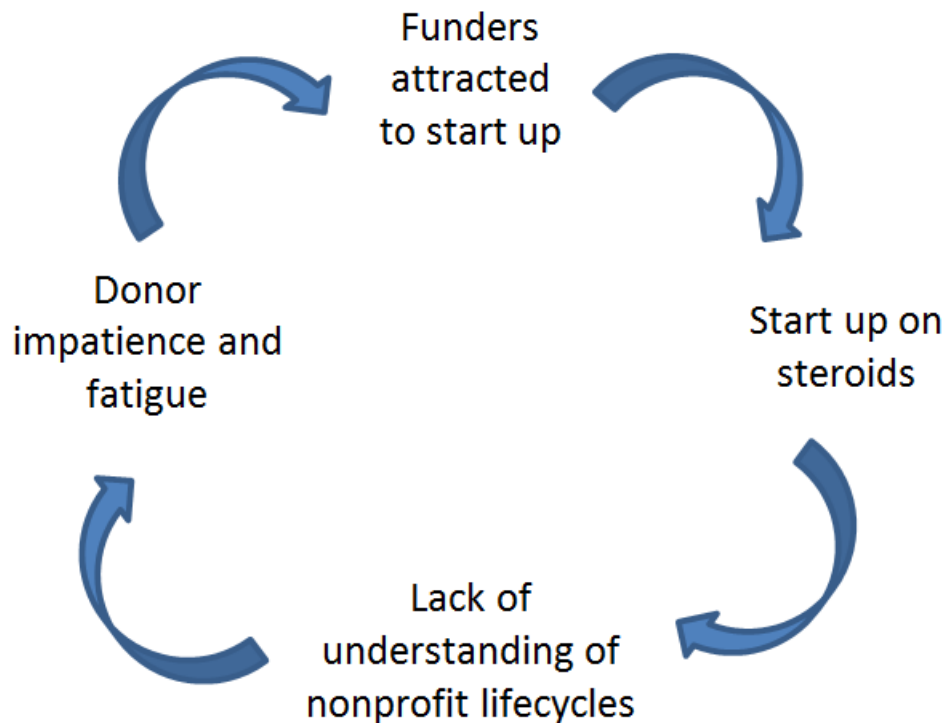 Funders
attracted
to start up
Start up on
steroids
Lack of
understanding of
nonprofit lifecycles
Donor
impatience and
fatigue